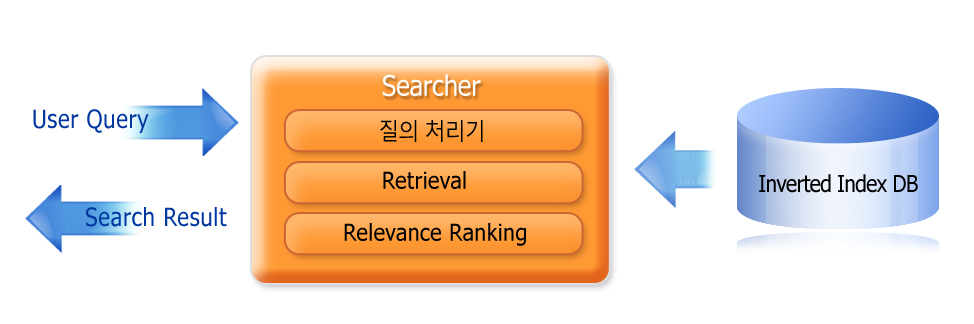 Searcher
User Query
질의 처리기
Retrieval
Inverted Index DB
Search Result
Relevance Ranking